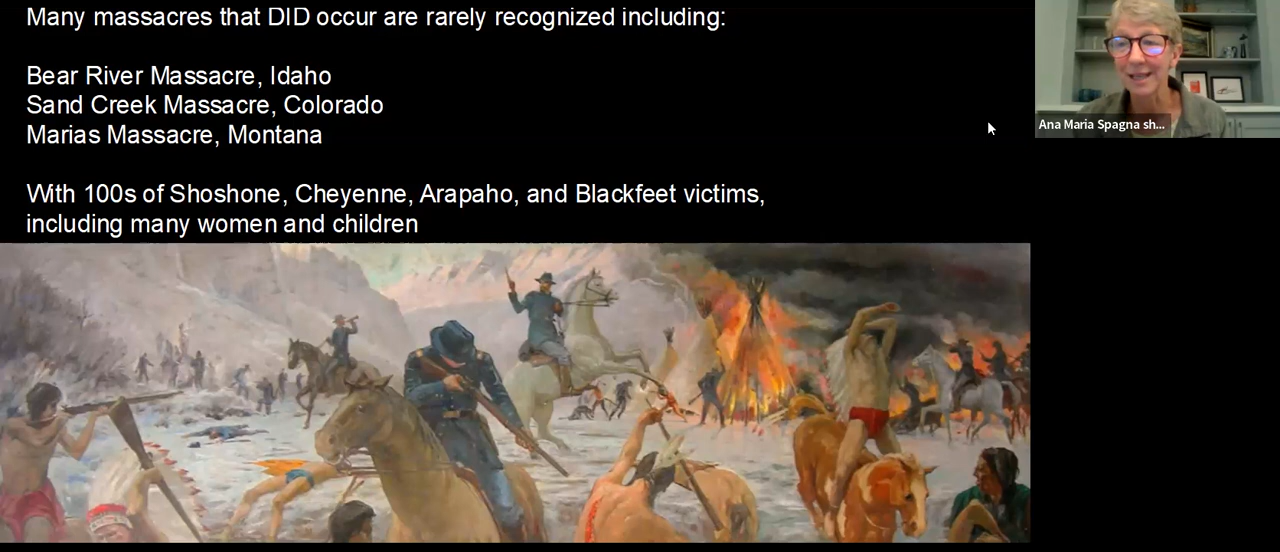 Many massacres that DID occur are rarely recognized including:
Bear River Massacre, Idaho
Sand Creek Massacre, Colorado
Marias Massacre, Montana
With 100s of Shoshone, Cheyenne, Arapaho, and Blackfeet victims,
including many women and children
Ana Maria Spagna sh...